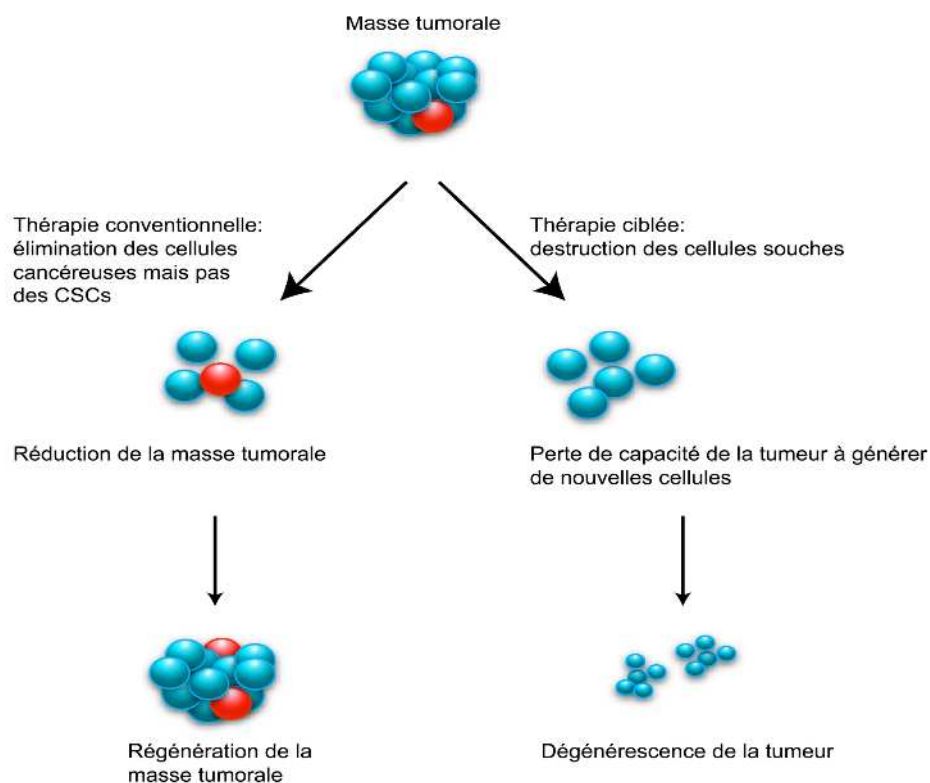 Masse tumorale
Thérapie conventionnelle:
élimination des cellules
cancéreuses mais pas
des CSCs
Thérapie ciblée:
destruction des cellules souches
Réduction de la masse tumorale
Perte de capacité de la tumeur à générer
de nouvelles cellules
Régénération de la
masse tumorale
Dégénérescence de la tumeur